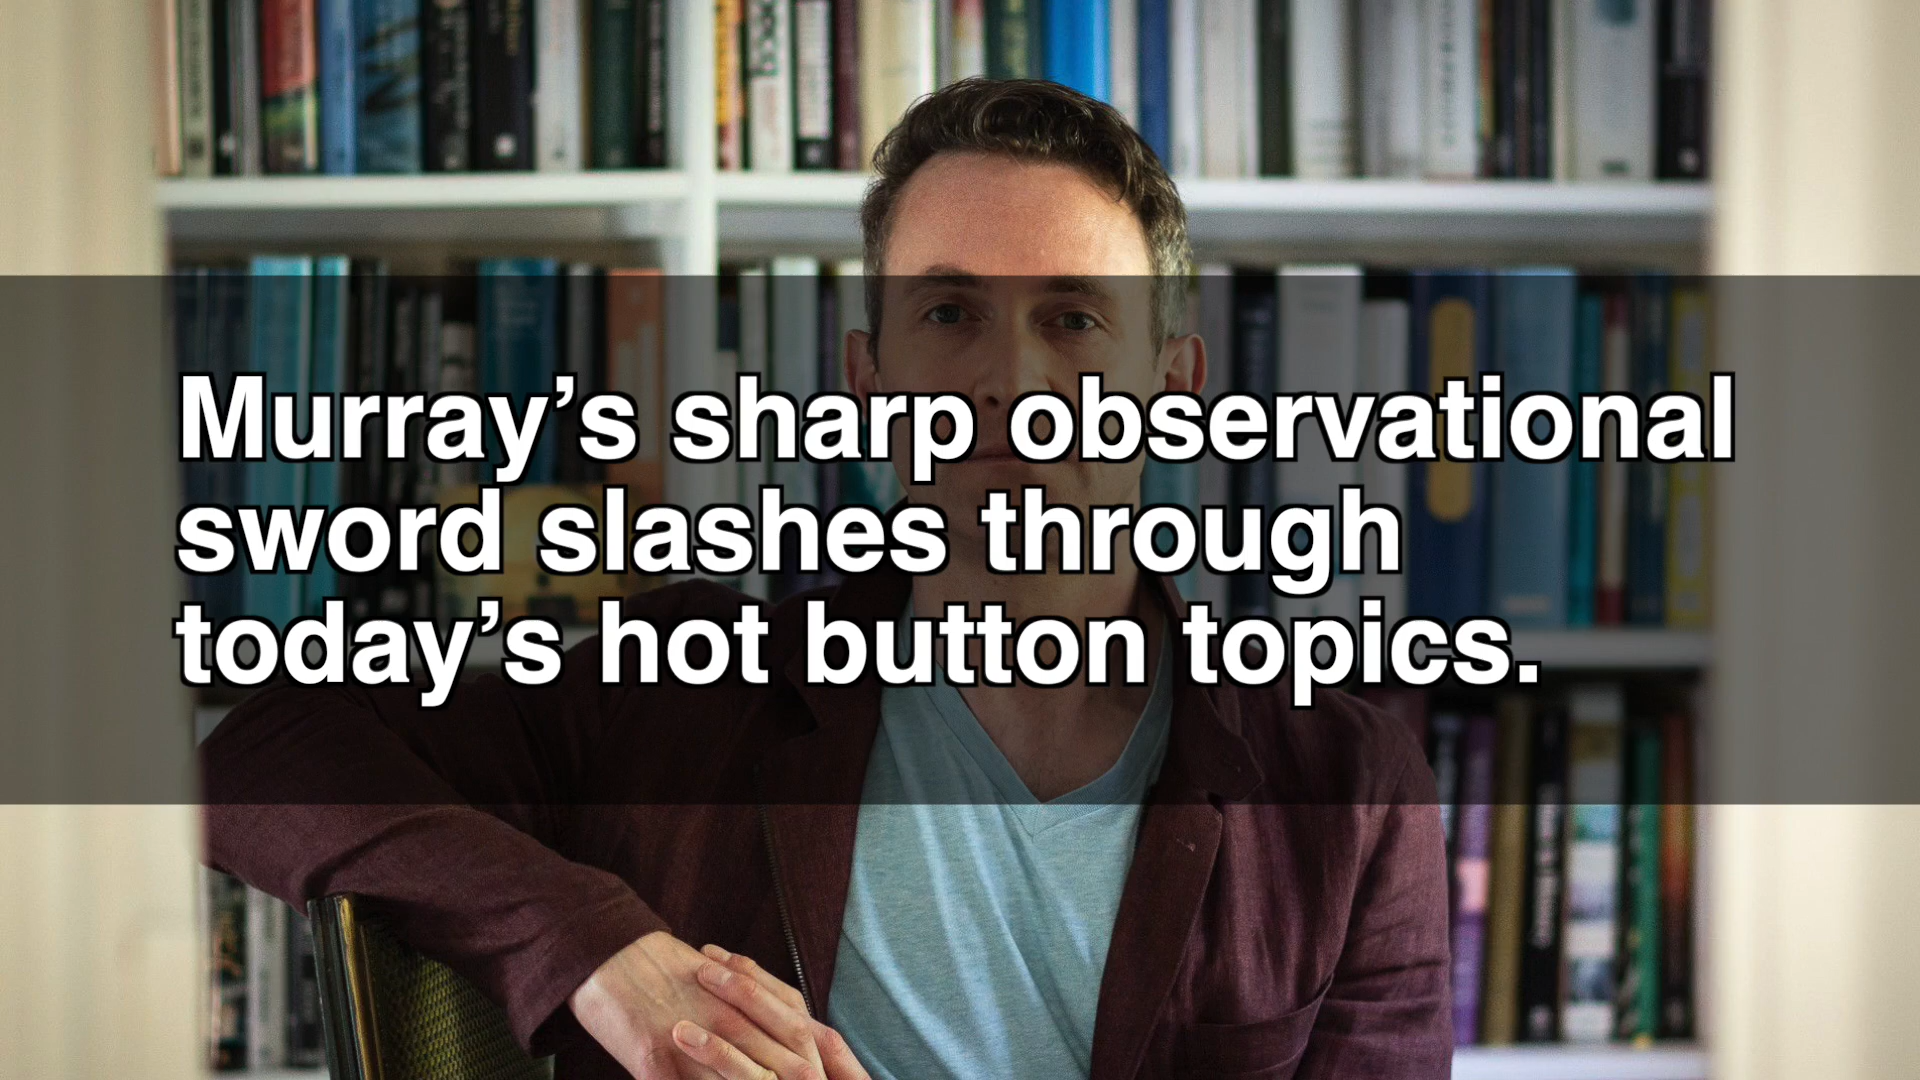 Murray’s sharp observational
sword slashes through
today’s hot button topics.